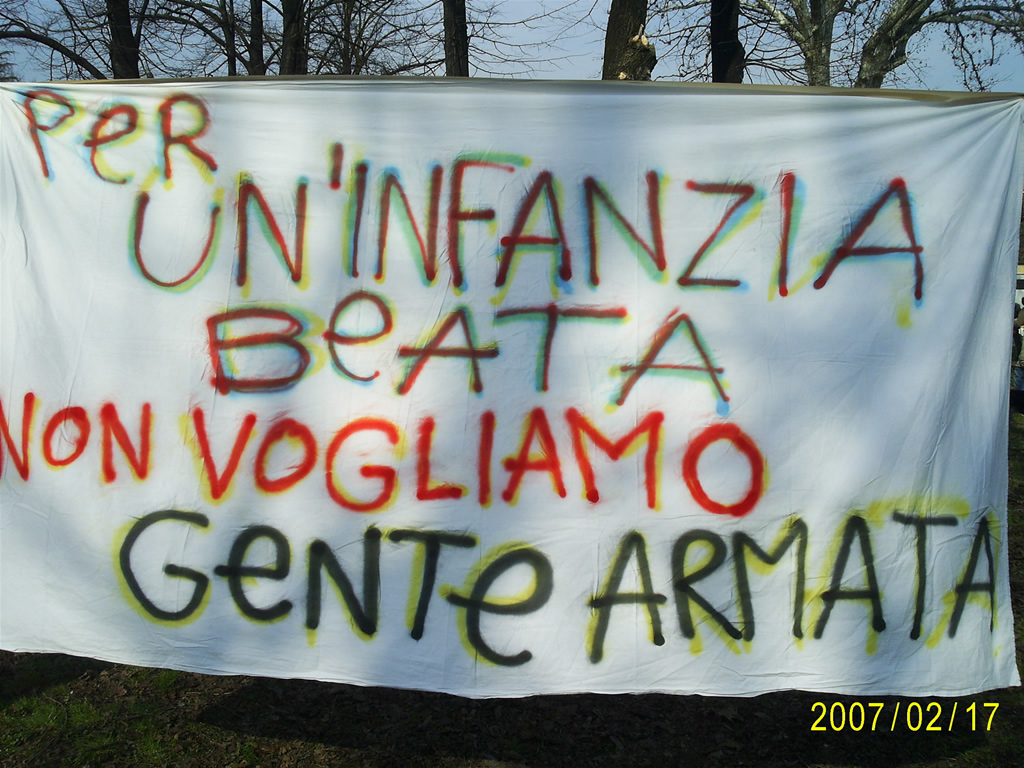 PeR
UN'INFANZIA
BeATA
NON VOGLIAMO
GeNTe ARMATA
2007/02/17